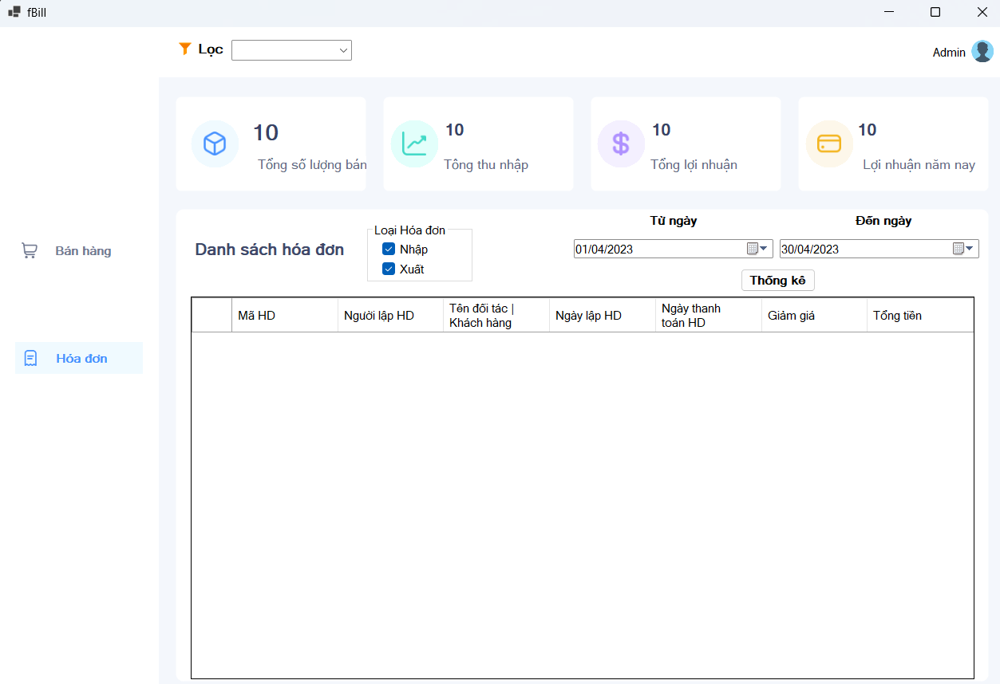 fBill
Lọc
Admin
10
Tổng số lượng bán
10
Tông thu nhập
10
Tổng lợi nhuận
10
Lợi nhuận năm nay
Bán hàng
Hóa đơn
Danh sách hóa đơn
Loại Hóa đơn
Nhập
Xuất
Từ ngày
Đến ngày
01/04/2023
30/04/2023
Thống kê
Mã HD
Người lập HD
Tên đối tác |
Khách hàng
Ngày lập HD
Ngày thanh
toán HD
Giảm giá
Tổng tiền